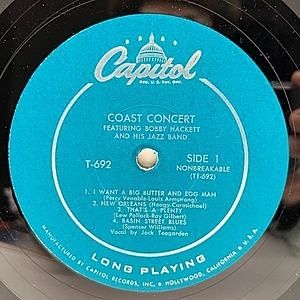 Capitol
REG. U.S. PAT. OFF.
COAST CONCERT
FEATURING BOBBY HACKETT
AND HIS JAZZ BAND
T-692
SIDE 1
NONBREAKABLE
(T1-692)
1. I WANT A BIG BUTTER AND EGG MAN
(Percy Venable-Louis Armstrong)
2. NEW ORLEANS (Hoagy Carmichael)
3. THAT'S A PLENTY
(Lew Pollack-Ray Gilbert)
4. BASIN STREET BLUES
(Spencer Williams)
Vocal by Jack Teagarden
LONG PLAYING
MANUFACTURED BY CAPITOL RECORDS, INC. • HOLLYWOOD, CALIFORNIA • U.S.A.